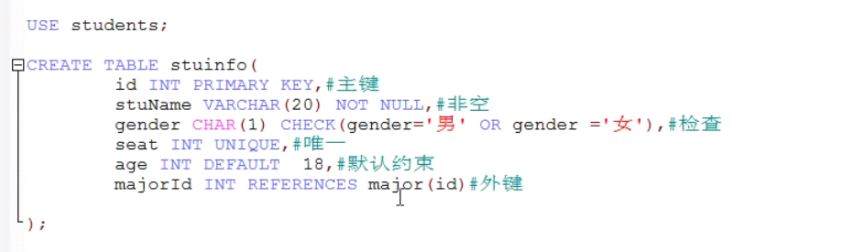 USE students;
CREATE TABLE stuinfo(
id INT PRIMARY KEY,#主键
stuName VARCHAR(20) NOT NULL,#非空
gender CHAR(1) CHECK(gender='男' OR gender ='女'),#检查
seat INT UNIQUE,#唯一
age INT DEFAULT  18,#默认约束
majorId INT REFERENCES major(id)#外键
);